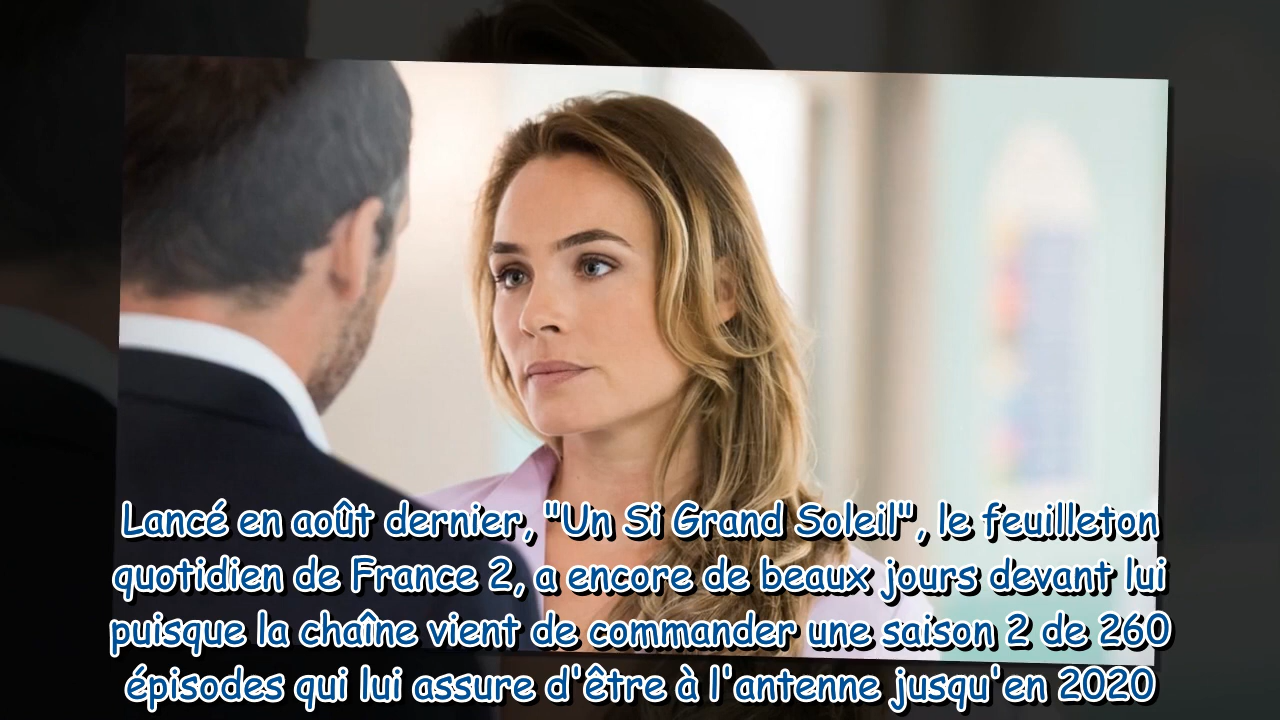 Lancé en août dernier, "Un Si Grand Soleil", le feuilleton
quotidien de France 2, a encore de beaux jours devant lui
puisque la chaîne vient de commander une saison 2 de 260
épisodes qui lui assure d'être à l'antenne jusqu'en 2020